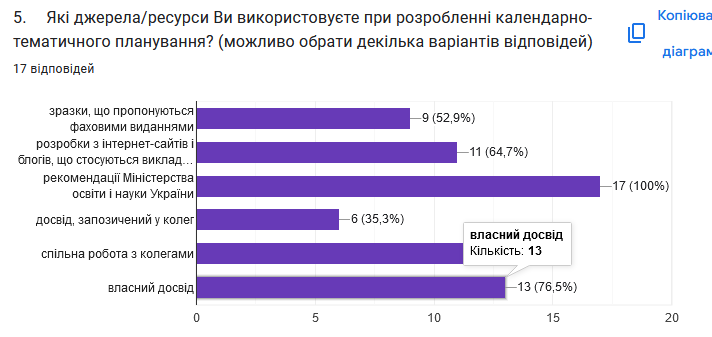 5. Які джерела/ресурси Ви використовуєте при розробленні календарно-
тематичного планування? (можливо обрати декілька варіантів відповідей)
Копіюва
діаграм
17 відповідей
зразки, що пропонуються
фаховими виданнями
9 (52,9%)
розробки з інтернет-сайтів і
блогів, що стосуються виклад…
11 (64,7%)
рекомендації Міністерства
освіти і науки України
17 (100%)
досвід, запозичений у колег
6 (35,3%)
спільна робота з колегами
власний досвід
Кількість: 13
власний досвід
13 (76,5%)
0 5 10 15 20